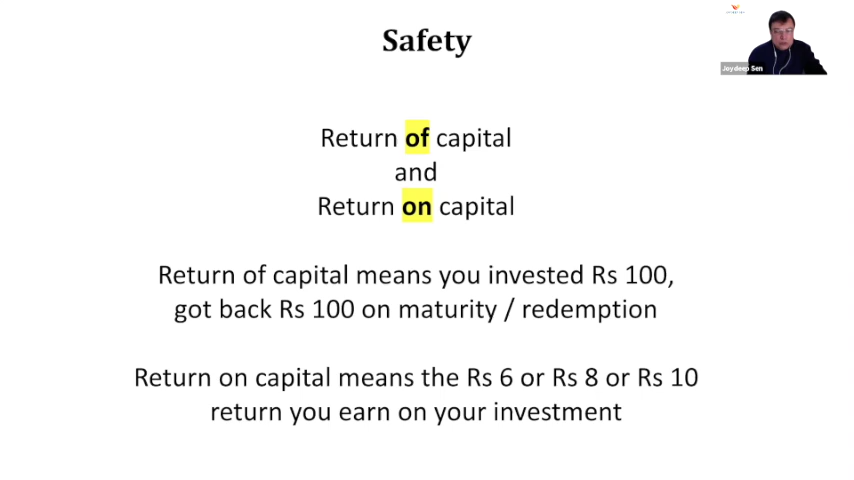 Safety
Joydeep Sen
Return of capital
and
Return on capital
Return of capital means you invested Rs 100,
got back Rs 100 on maturity / redemption
Return on capital means the Rs 6 or Rs 8 or Rs 10
return you earn on your investment